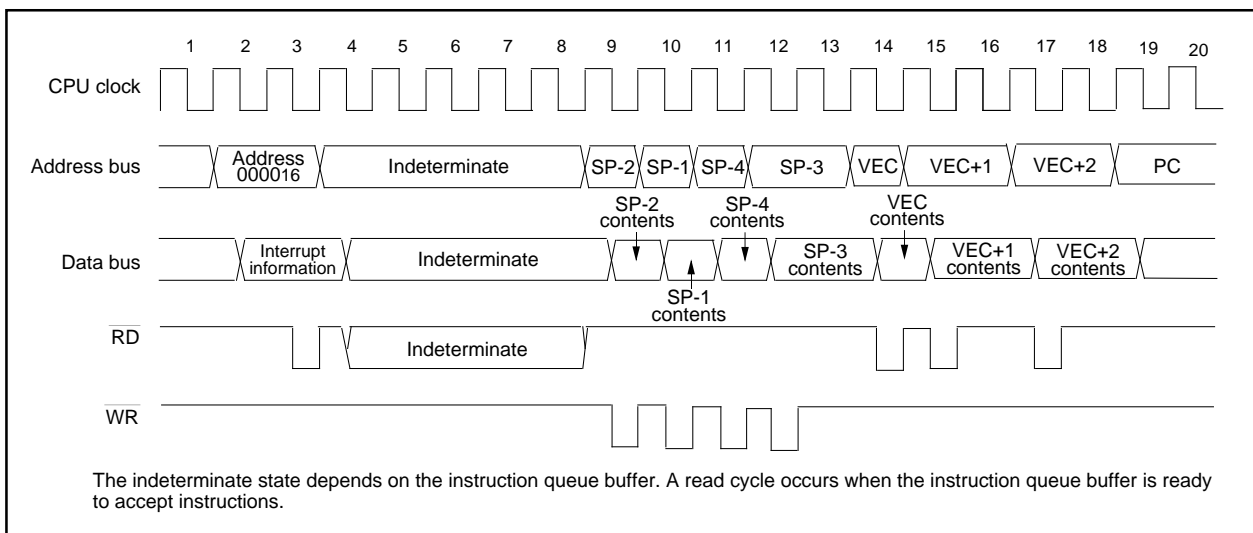 1 2 3 4 5 6 7 8 9 10 11 12 13 14 15 16 17 18 19 20
CPU clock
Address bus
Address
000016
Indeterminate
SP-2
SP-1
SP-4
SP-3
VEC
VEC+1
VEC+2
PC
SP-2
contents
SP-4
contents
VEC
contents
Data bus
Interrupt
information
Indeterminate
SP-3
contents
VEC+1
contents
VEC+2
contents
SP-1
contents
RD
Indeterminate
WR
The indeterminate state depends on the instruction queue buffer. A read cycle occurs when the instruction queue buffer is ready
to accept instructions.